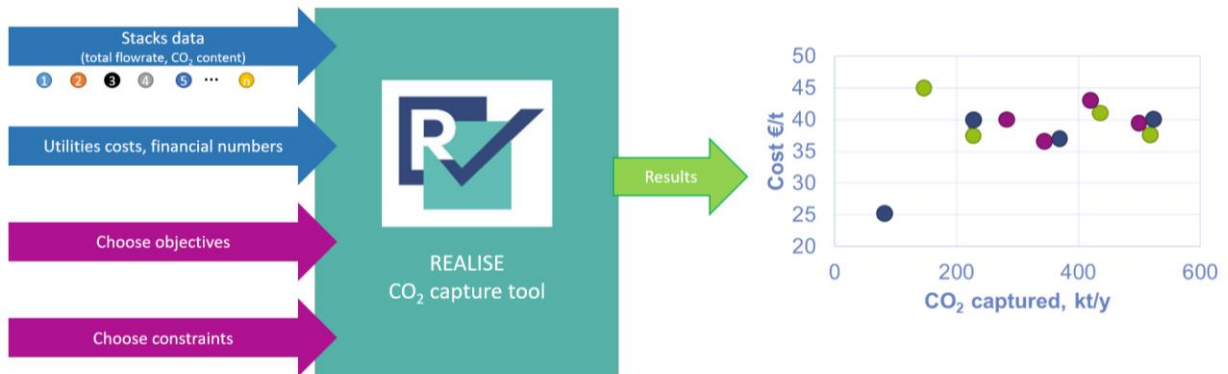 Stacks data
(total flowrate, CO₂ content)
1 2 3 4 5 ... n
Utilities costs, financial numbers
Choose objectives
Choose constraints
R
REALISE
CO₂ capture tool
Results
Cost €/t
50
45
40
35
30
25
20
0 200 400 600
CO₂ captured, kt/y